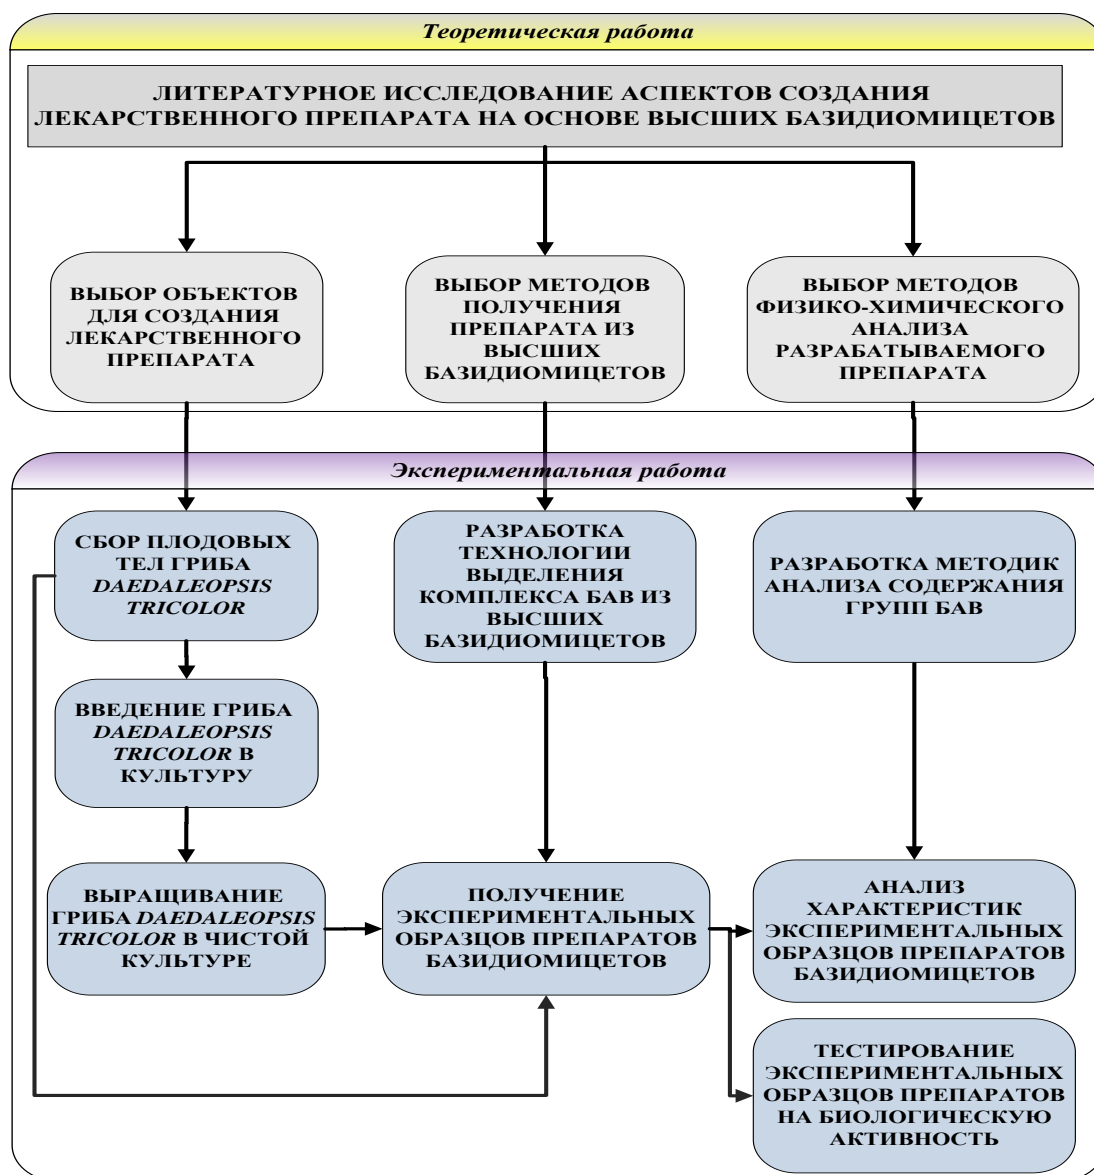 Теоретическая работа
ЛИТЕРАТУРНОЕ ИССЛЕДОВАНИЕ АСПЕКТОВ СОЗДАНИЯ
ЛЕКАРСТВЕННОГО ПРЕПАРАТА НА ОСНОВЕ ВЫСШИХ БАЗИДИОМИЦЕТОВ
ВЫБОР ОБЪЕКТОВ
ДЛЯ СОЗДАНИЯ
ЛЕКАРСТВЕННОГО
ПРЕПАРАТА
ВЫБОР МЕТОДОВ
ПОЛУЧЕНИЯ
ПРЕПАРАТА ИЗ
ВЫСШИХ
БАЗИДИОМИЦЕТОВ
ВЫБОР МЕТОДОВ
ФИЗИКО-ХИМИЧЕСКОГО
АНАЛИЗА
РАЗРАБАТЫВАЕМОГО
ПРЕПАРАТА
Экспериментальная работа
СБОР ПЛОДОВЫХ
ТЕЛ ГРИБА
DAEDALEOPSIS
TRICOLOR
РАЗРАБОТКА
ТЕХНОЛОГИИ
ВЫДЕЛЕНИЯ
КОМПЛЕКСА БАВ ИЗ
ВЫСШИХ
БАЗИДИОМИЦЕТОВ
РАЗРАБОТКА МЕТОДИК
АНАЛИЗА СОДЕРЖАНИЯ
ГРУПП БАВ
ВВЕДЕНИЕ ГРИБА
DAEDALEOPSIS
TRICOLOR В
КУЛЬТУРУ
ВЫРАЩИВАНИЕ
ГРИБА DAEDALEOPSIS
TRICOLOR В ЧИСТОЙ
КУЛЬТУРЕ
ПОЛУЧЕНИЕ
ЭКСПЕРИМЕНТАЛЬНЫХ
ОБРАЗЦОВ ПРЕПАРАТОВ
БАЗИДИОМИЦЕТОВ
АНАЛИЗ
ХАРАКТЕРИСТИК
ЭКСПЕРИМЕНТАЛЬНЫХ
ОБРАЗЦОВ ПРЕПАРАТОВ
БАЗИДИОМИЦЕТОВ
ТЕСТИРОВАНИЕ
ЭКСПЕРИМЕНТАЛЬНЫХ
ОБРАЗЦОВ ПРЕПАРАТОВ
НА БИОЛОГИЧЕСКУЮ
АКТИВНОСТЬ